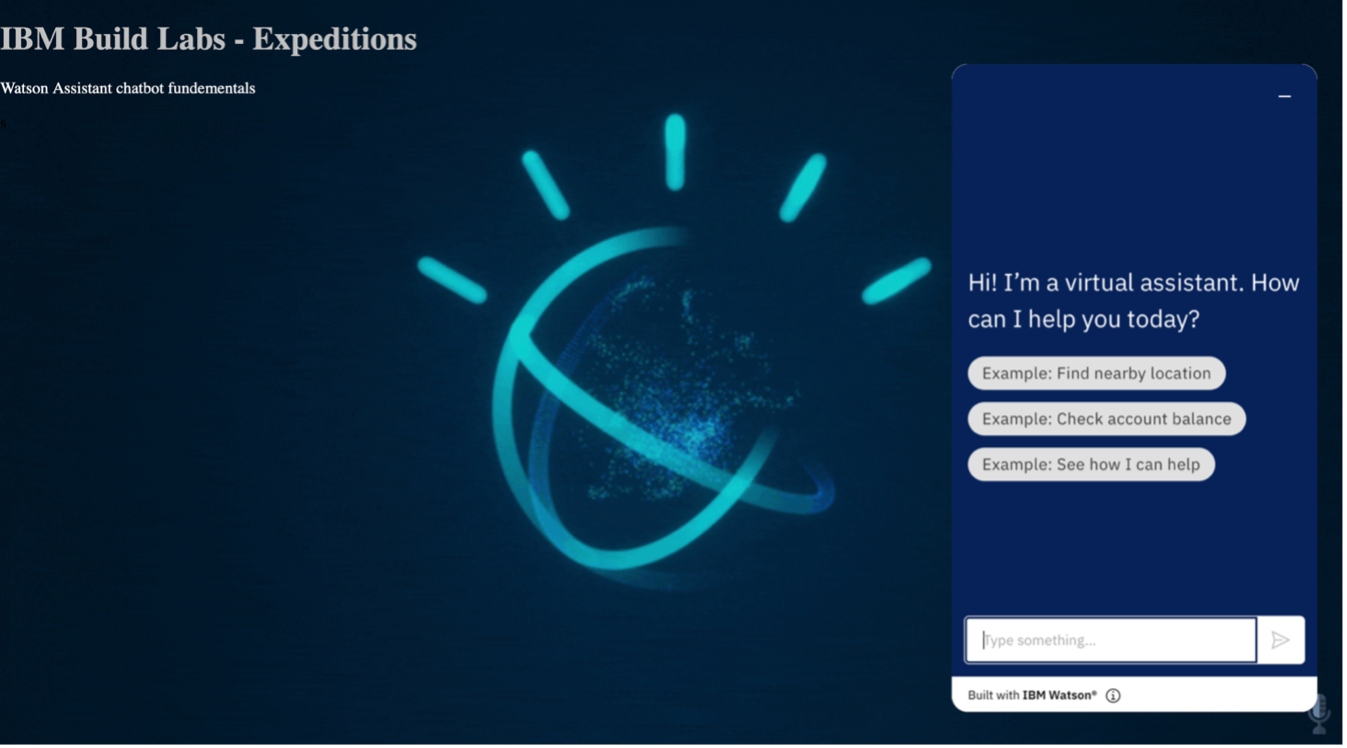 IBM Build Labs - Expeditions
Watson Assistant chatbot fundementals
s
Hi! I’m a virtual assistant. How
can I help you today?
Example: Find nearby location
Example: Check account balance
Example: See how I can help
Type something...
Built with IBM Watson®